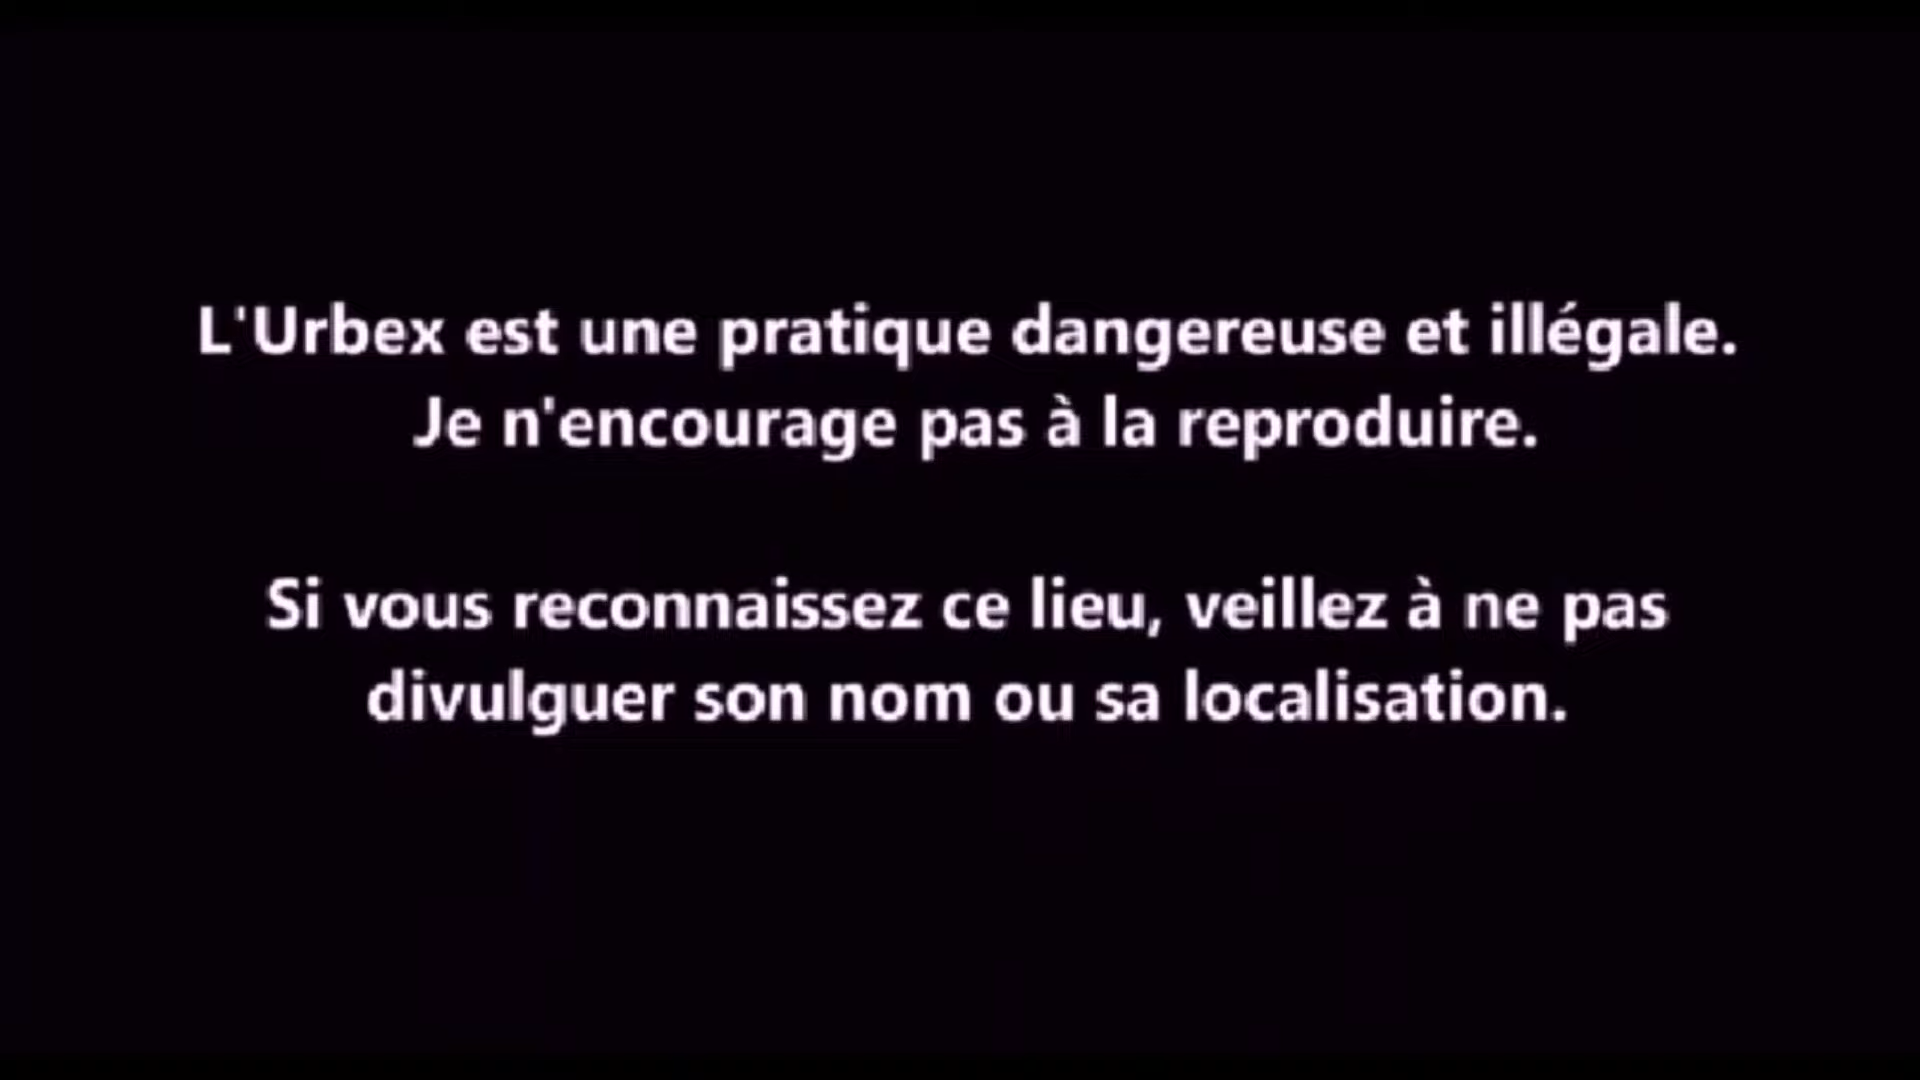 L'Urbex est une pratique dangereuse et illégale.
Je n'encourage pas à la reproduire.
Si vous reconnaissez ce lieu, veillez à ne pas
divulguer son nom ou sa localisation.